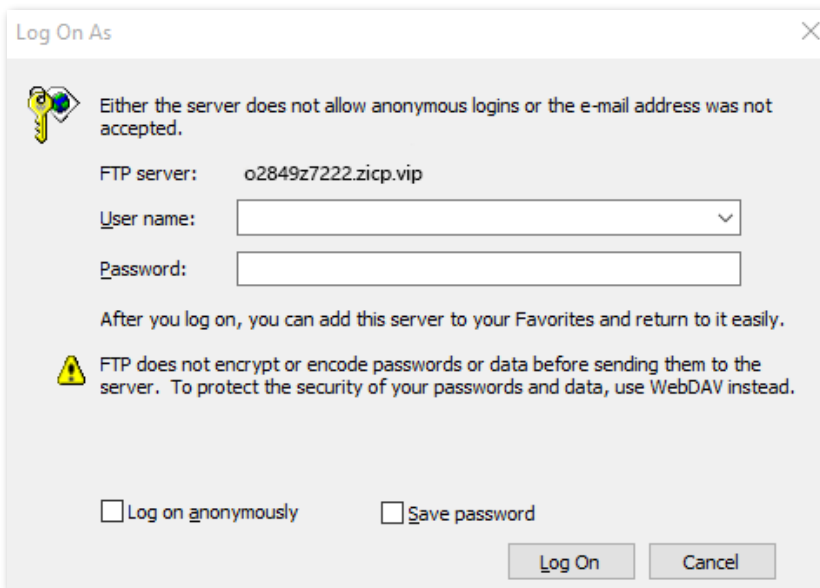 Log On As
Either the server does not allow anonymous logins or the e-mail address was not
accepted.
FTP server: o2849z7222.zicp.vip
User name:
Password:
After you log on, you can add this server to your Favorites and return to it easily.
FTP does not encrypt or encode passwords or data before sending them to the
server. To protect the security of your passwords and data, use WebDAV instead.
Log on anonymously Save password
Log On Cancel